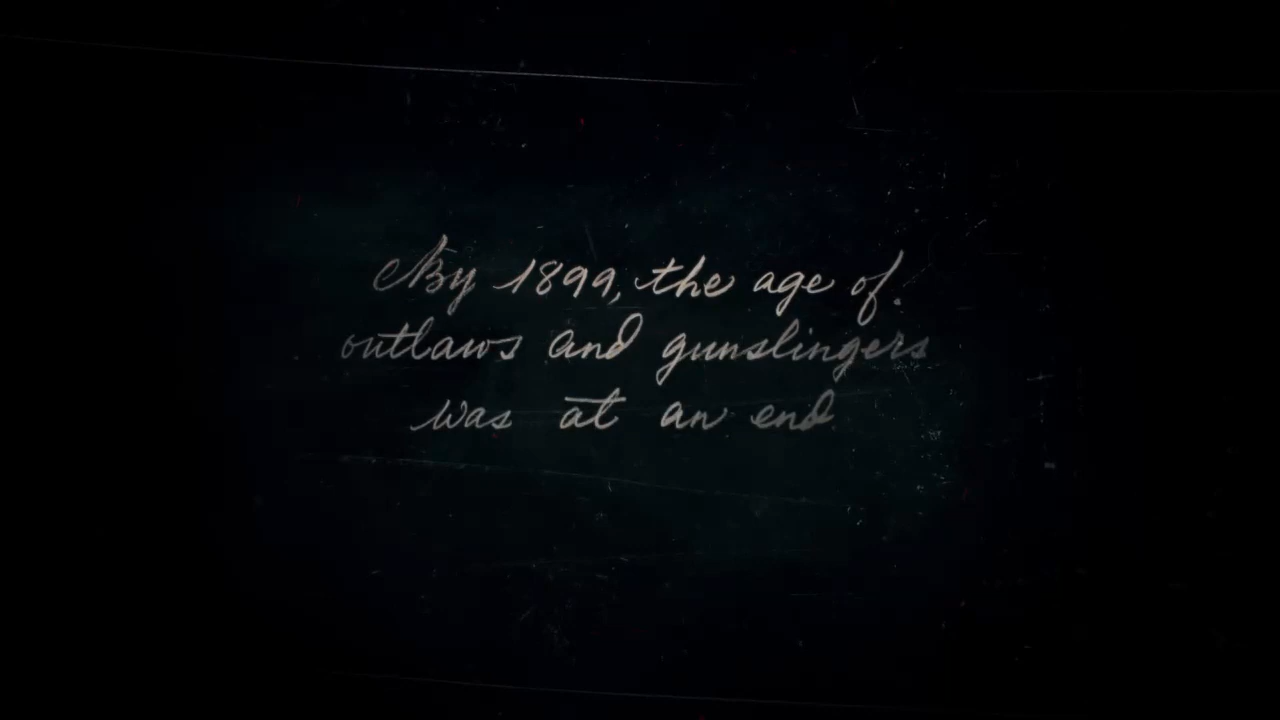 By 1899, the age of
outlaws and gunslingers
was at an end.